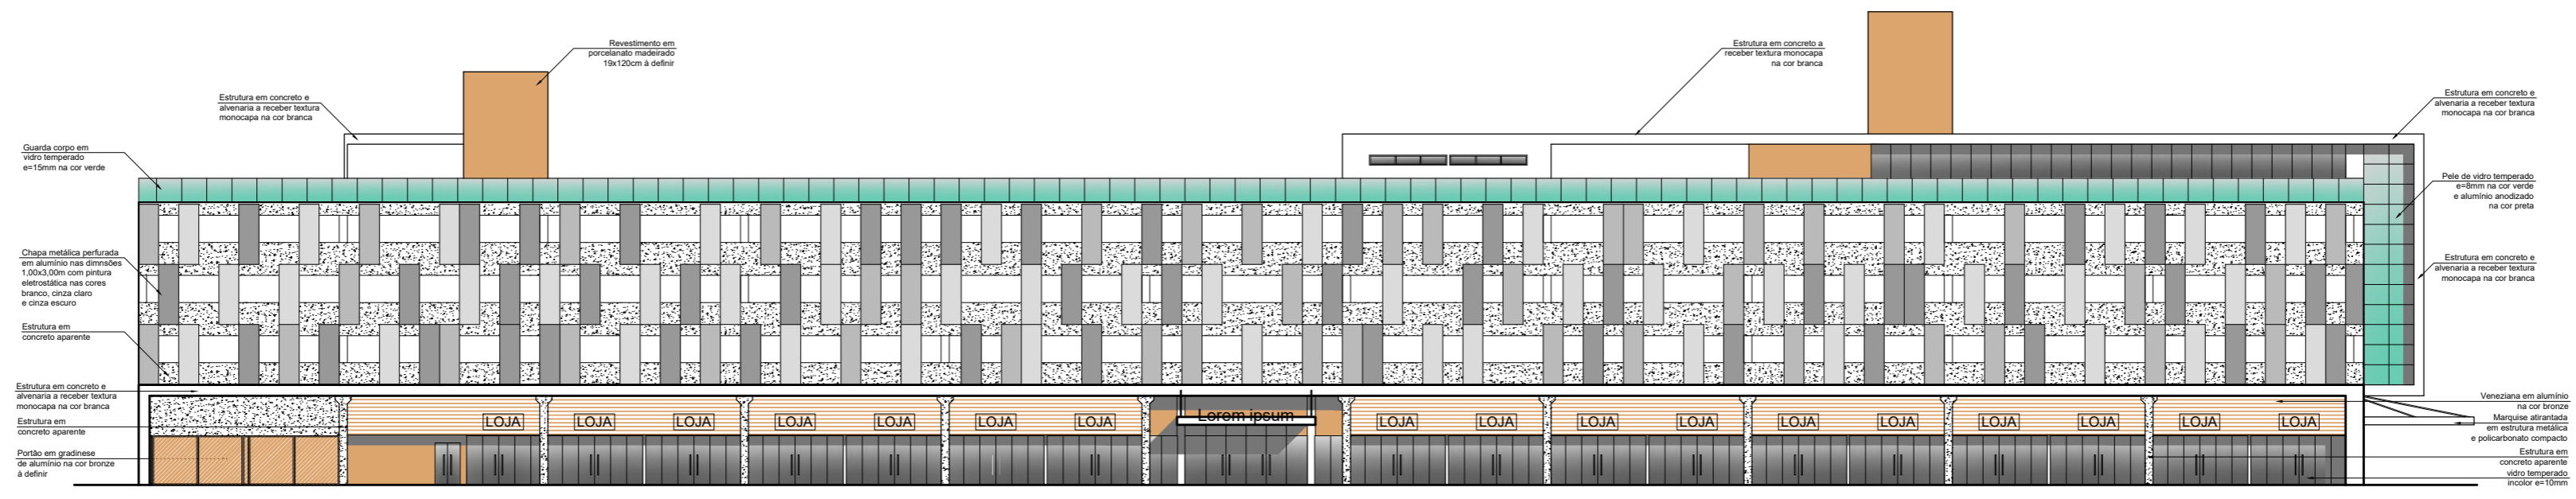 Revestimento em
porcelanato madeirado
19x120cm à definir
Estrutura em concreto e
alvenaria a receber textura
monocapa na cor branca
Guarda corpo em
vidro temperado
e=15mm na cor verde
Chapa metálica perfurada
em alumínio nas dimnsões
1,00x3,00m com pintura
eletrostática nas cores
branco, cinza claro
e cinza escuro
Estrutura em
concreto aparente
Estrutura em concreto e
alvenaria a receber textura
monocapa na cor branca
Estrutura em
concreto aparente
Portão em gradinese
de alumínio na cor bronze
à definir
Estrutura em concreto a
receber textura monocapa
na cor branca
Estrutura em concreto e
alvenaria a receber textura
monocapa na cor branca
Pele de vidro temperado
e=8mm na cor verde
e alumínio anodizado
na cor preta
Estrutura em concreto e
alvenaria a receber textura
monocapa na cor branca
Veneziana em alumínio
na cor bronze
Marquise atirantada
em estrutura metálica
e policarbonato compacto
Estrutura em
concreto aparente
vidro temperado
incolor e=10mm
LOJA
LOJA
LOJA
LOJA
LOJA
LOJA
LOJA
Lorem ipsum
LOJA
LOJA
LOJA
LOJA
LOJA
LOJA
LOJA
LOJA
LOJA
LOJA